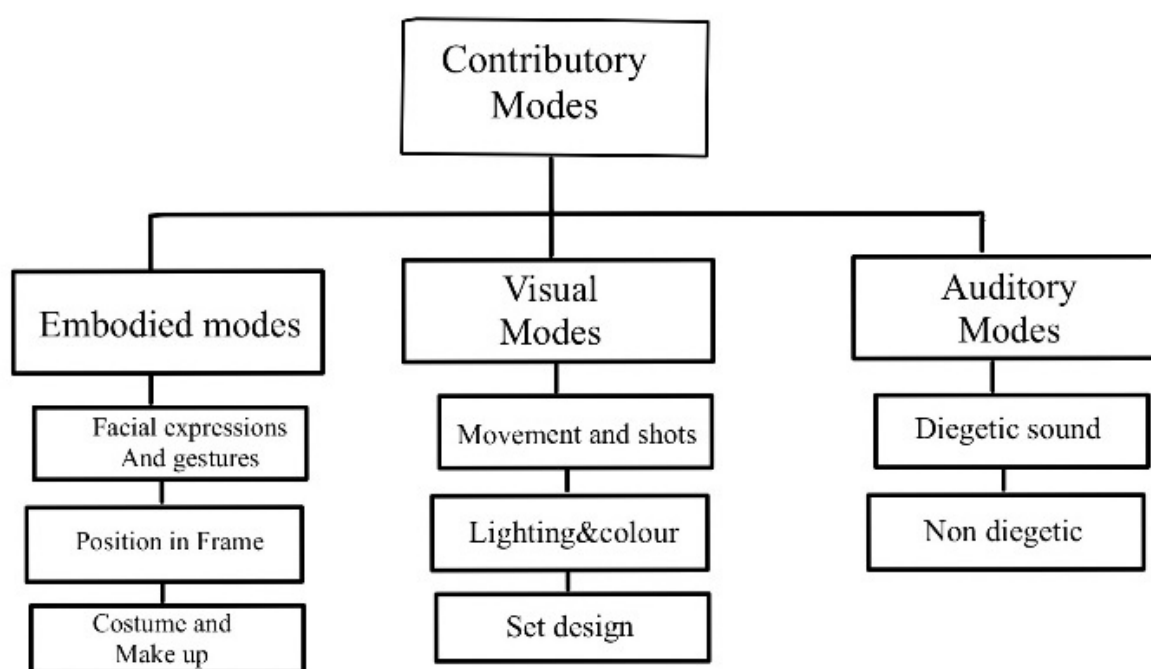 Contributory
Modes
Embodied modes
Visual
Modes
Auditory
Modes
Facial expressions
And gestures
Movement and shots
Diegetic sound
Position in Frame
Lighting&colour
Non diegetic
Costume and
Make up
Set design